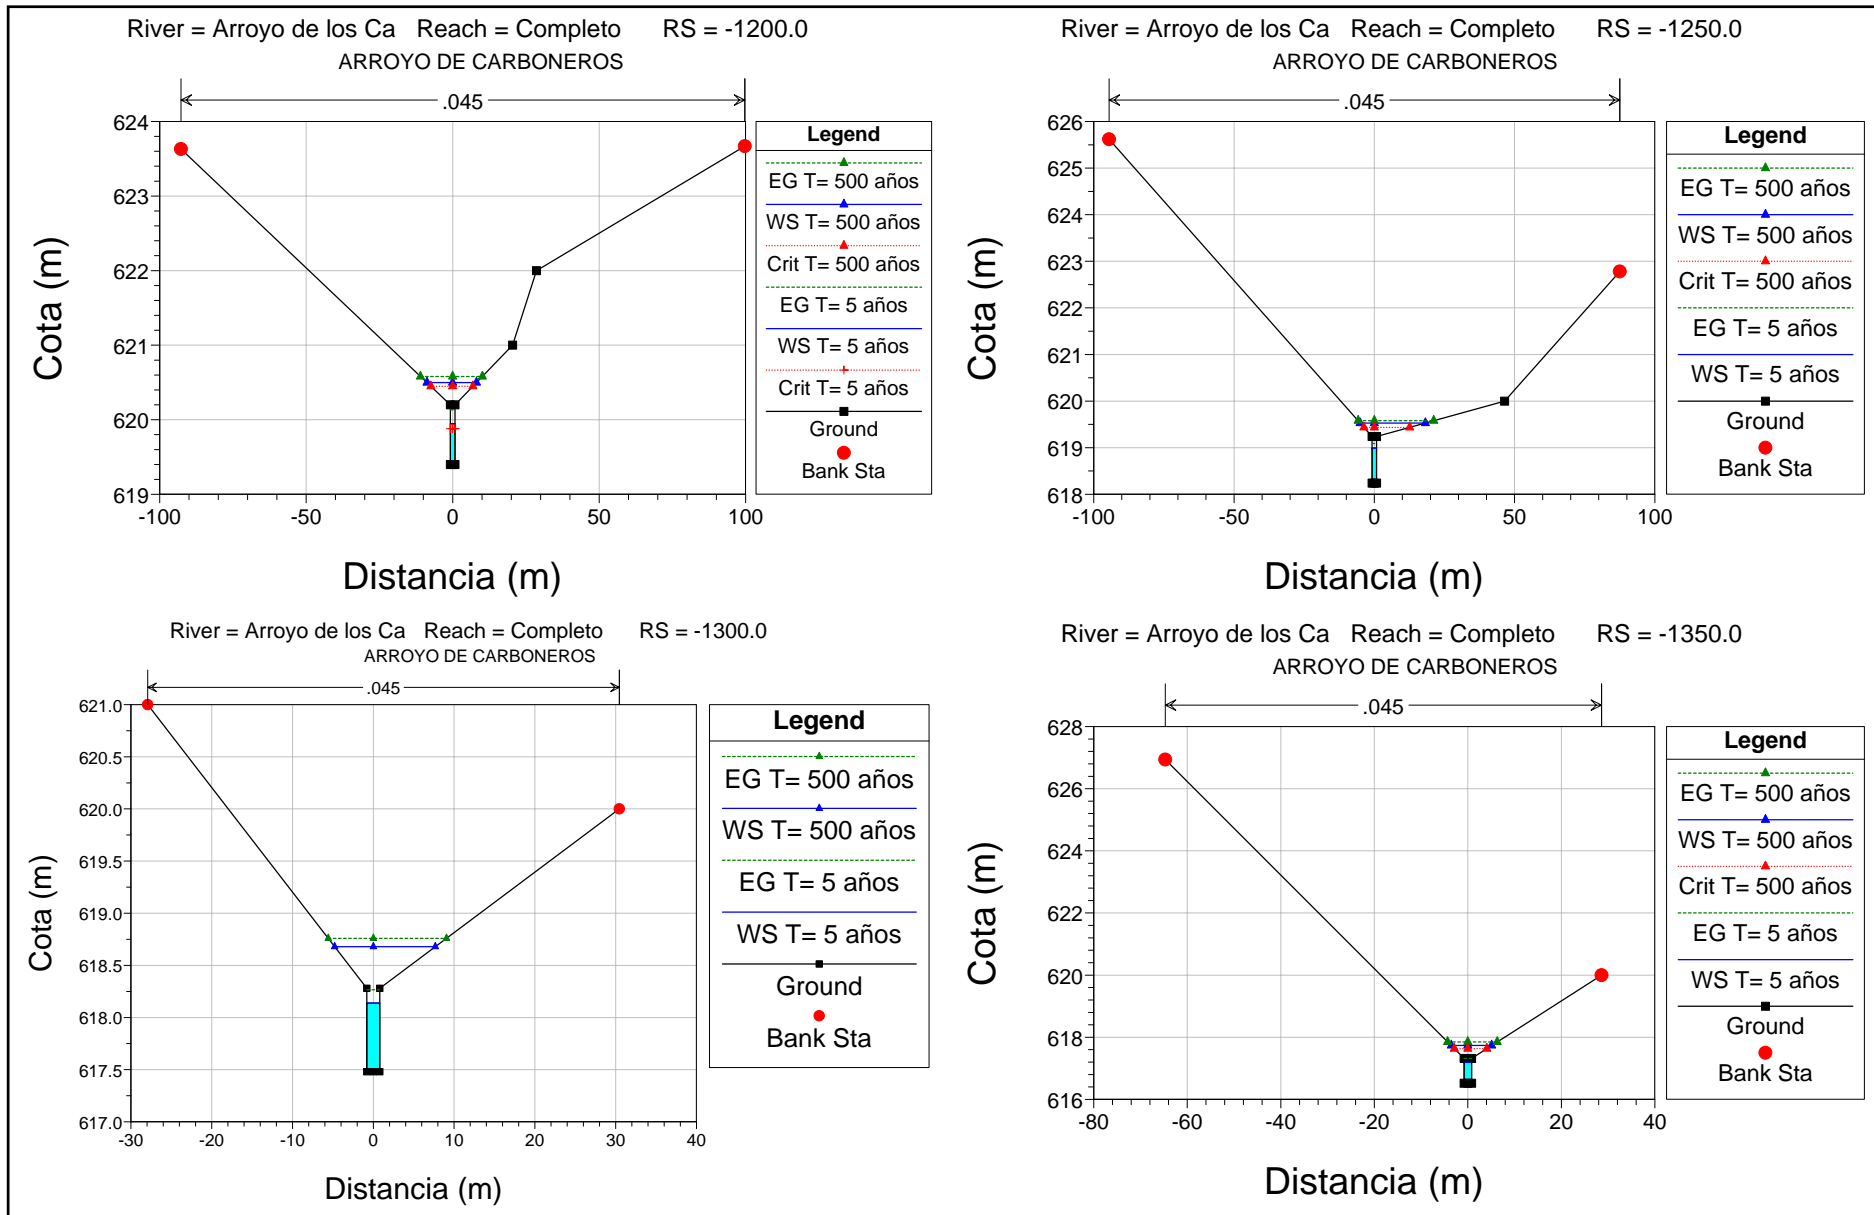 River = Arroyo de los Ca Reach = Completo RS = -1200.0
ARROYO DE CARBONEROS
.045
624
623
622
621
620
619
-100
-50
0
50
100
Cota (m)
Distancia (m)
Legend
EG T= 500 años
WS T= 500 años
Crit T= 500 años
EG T= 5 años
WS T= 5 años
Crit T= 5 años
Ground
Bank Sta
River = Arroyo de los Ca Reach = Completo RS = -1250.0
ARROYO DE CARBONEROS
.045
626
625
624
623
622
621
620
619
618
-100
-50
0
50
100
Cota (m)
Distancia (m)
Legend
EG T= 500 años
WS T= 500 años
Crit T= 500 años
EG T= 5 años
WS T= 5 años
Ground
Bank Sta
River = Arroyo de los Ca Reach = Completo RS = -1300.0
ARROYO DE CARBONEROS
.045
621.0
620.5
620.0
619.5
619.0
618.5
618.0
617.5
617.0
-30
-20
-10
0
10
20
30
40
Cota (m)
Distancia (m)
Legend
EG T= 500 años
WS T= 500 años
EG T= 5 años
WS T= 5 años
Ground
Bank Sta
River = Arroyo de los Ca Reach = Completo RS = -1350.0
ARROYO DE CARBONEROS
.045
628
626
624
622
620
618
616
-80
-60
-40
-20
0
20
40
Cota (m)
Distancia (m)
Legend
EG T= 500 años
WS T= 500 años
Crit T= 500 años
EG T= 5 años
WS T= 5 años
Ground
Bank Sta